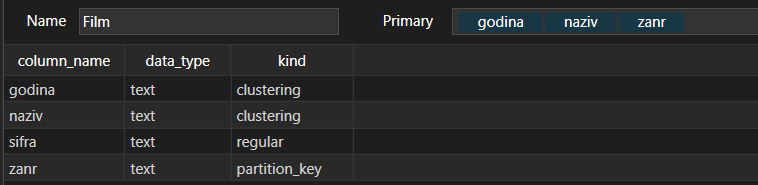 Name Film Primary godina naziv zanr
column_name data_type kind
godina text clustering
naziv text clustering
sifra text regular
zanr text partition_key